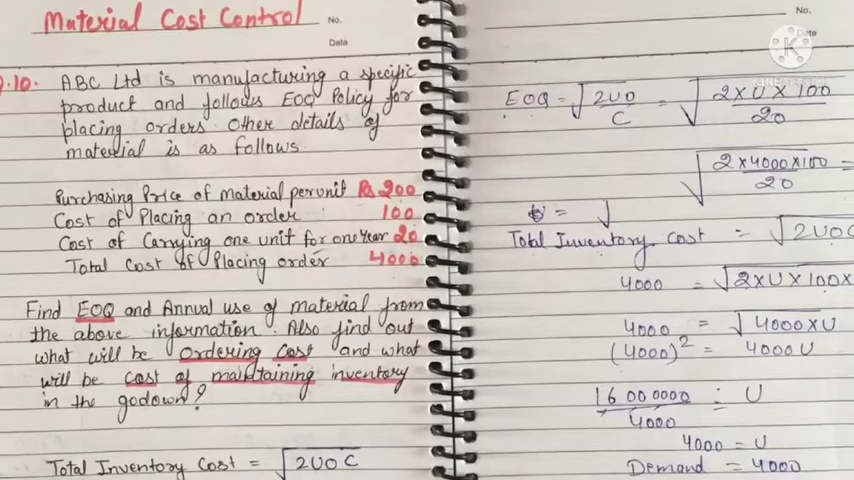 Material Cost Control
No.
Date
Q.10. ABC Ltd is manufacturing a specific
product and follows EOQ Policy for
placing orders other details of
material is as follows.
Purchasing Price of material per unit Rs 200
Cost of Placing an order 100
Cost of Carrying one unit for one Year 20
Total Cost of Placing order 4000
Find EOQ and Annual use of material from
the above information. Also find out
what will be ordering cost and what
will be cost of maintaining inventory
in the godown?
Total Inventory Cost = √2UOC
No.
Date
K
KINEMASTER
EOQ = √2UO/C = √2×U×100/20
√2×4000×100/20 =
= √
Total Inventory cost = √2UOC
4000 = √2×U×100×
4000 = √4000×U
(4000)² = 4000U
16000000/4000 = U
4000 = U
Demand = 4000